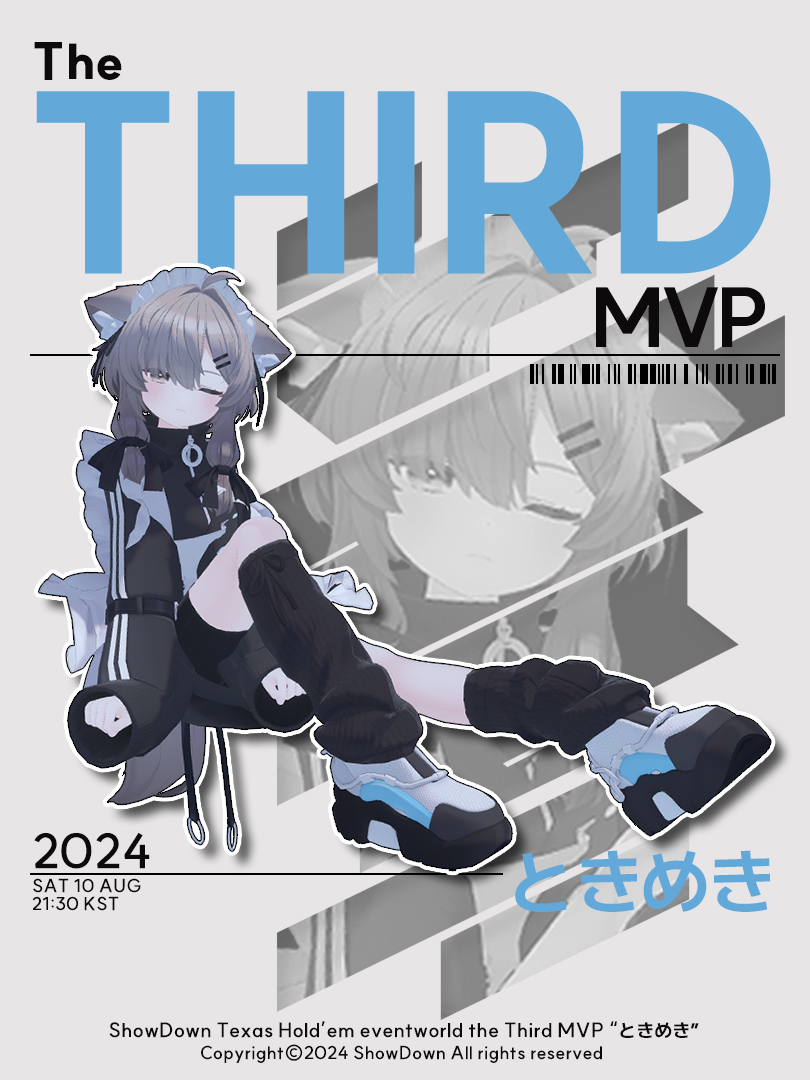 The
THIRD
MVP
2024
SAT 10 AUG
21:30 KST
ときめき
ShowDown Texas Hold'em eventworld the Third MVP “ときめき”
Copyright©2024 ShowDown All rights reserved